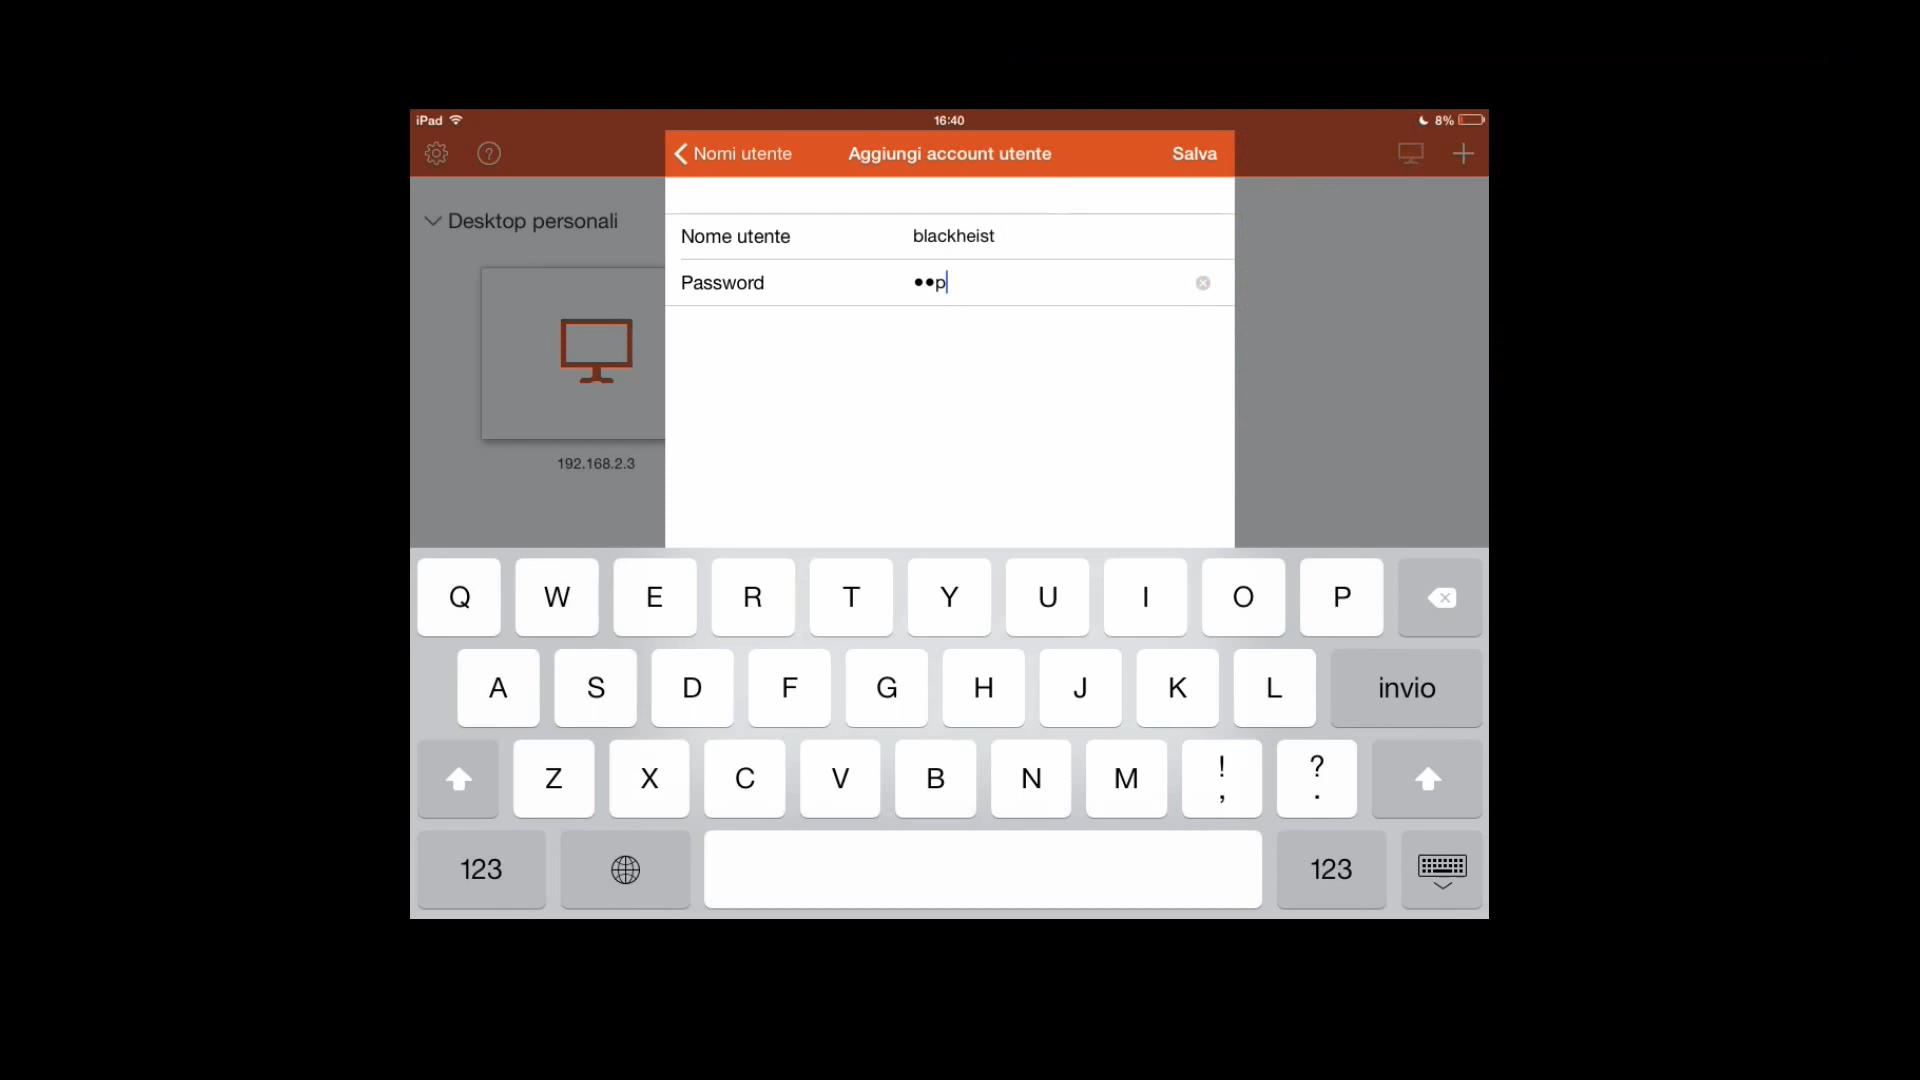 iPad 16:40 8%
Nomi utente Aggiungi account utente Salva
Desktop personali
Nome utente blackheist
Password ••p
192.168.2.3
Q W E R T Y U I O P
A S D F G H J K L invio
Z X C V B N M ! , ? .
123 123